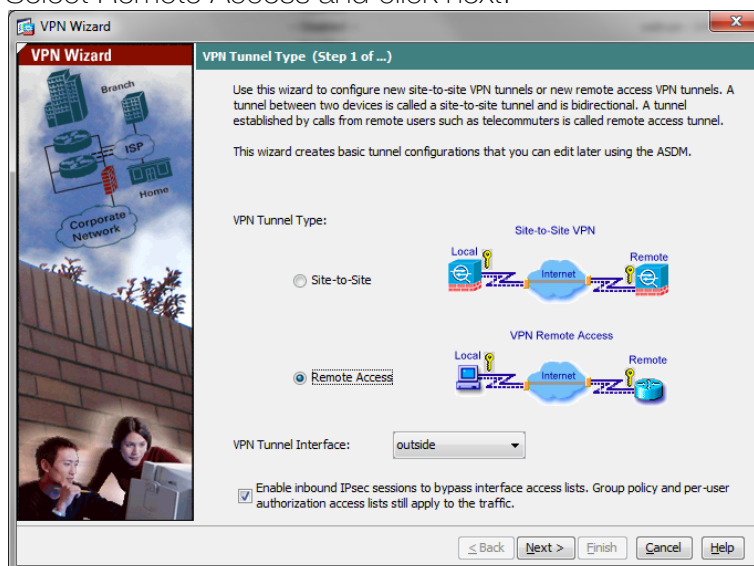 Select Remote Access and click next.
VPN Wizard
VPN Wizard
Branch
ISP
Home
Corporate
Network
VPN Tunnel Type (Step 1 of ...)
Use this wizard to configure new site-to-site VPN tunnels or new remote access VPN tunnels. A
tunnel between two devices is called a site-to-site tunnel and is bidirectional. A tunnel
established by calls from remote users such as telecommuters is called remote access tunnel.
This wizard creates basic tunnel configurations that you can edit later using the ASDM.
VPN Tunnel Type:
Site-to-Site VPN
Local
Remote
Internet
Site-to-Site
VPN Remote Access
Local
Remote
Internet
Remote Access
VPN Tunnel Interface:
outside
Enable inbound IPsec sessions to bypass interface access lists. Group policy and per-user
authorization access lists still apply to the traffic.
< Back
Next >
Finish
Cancel
Help